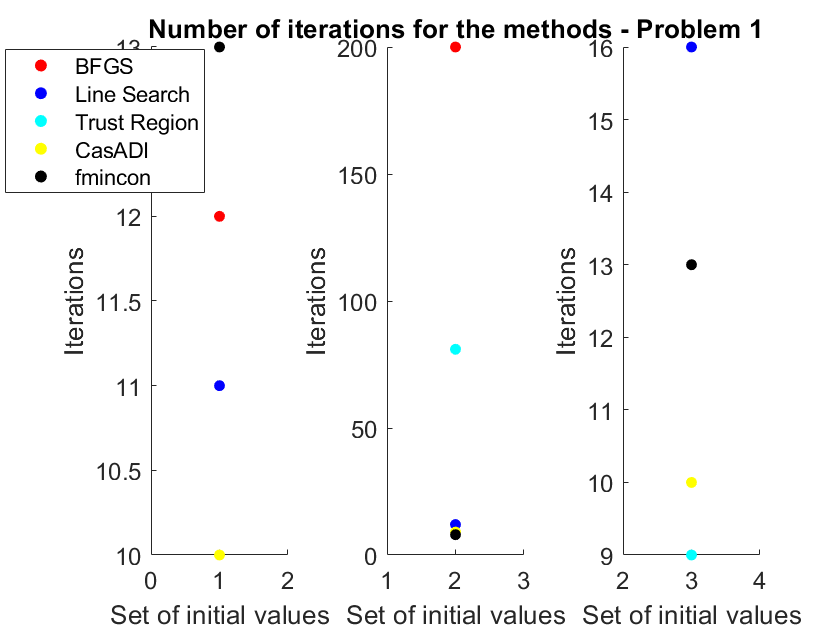 Number of iterations for the methods - Problem 1
BFGS
Line Search
Trust Region
CasADI
fmincon
13
12
11.5
11
10.5
10
0 1 2
Iterations
Set of initial values
200
150
100
50
0
1 2 3
Iterations
Set of initial values
16
15
14
13
12
11
10
9
2 3 4
Iterations
Set of initial values